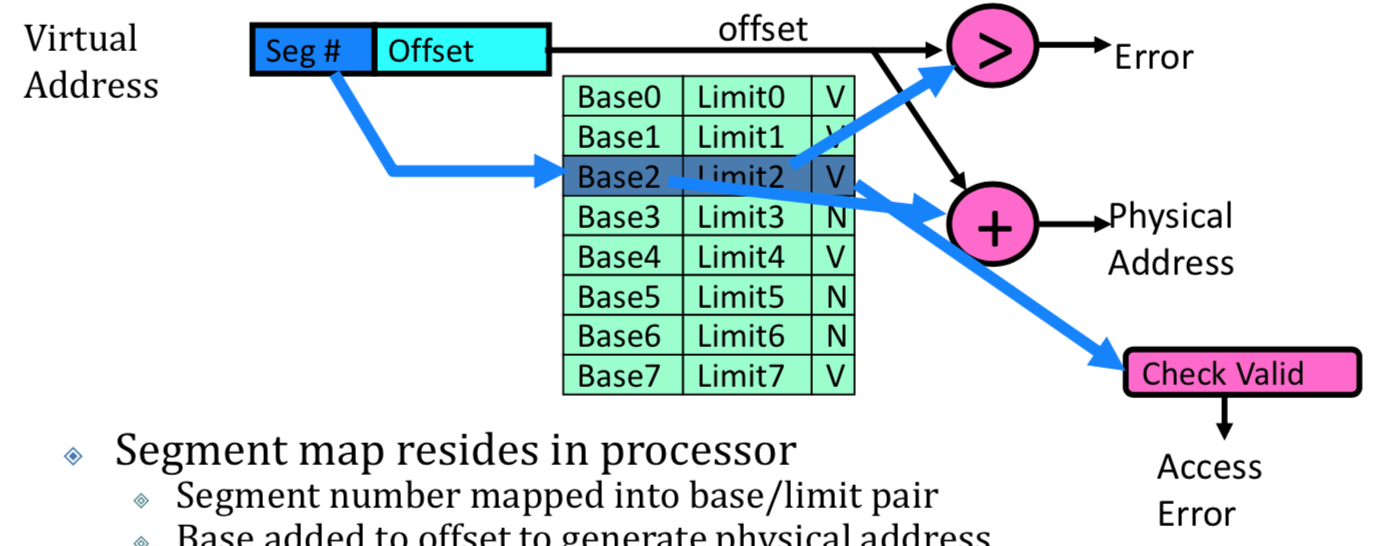 Virtual
Address
Seg # Offset
offset
>
Error
Base0 Limit0 V
Base1 Limit1 V
Base2 Limit2 V
Base3 Limit3 N
Base4 Limit4 V
Base5 Limit5 N
Base6 Limit6 N
Base7 Limit7 V
+
Physical
Address
Check Valid
Access
Error
Segment map resides in processor
Segment number mapped into base/limit pair
Base added to offset to generate physical address